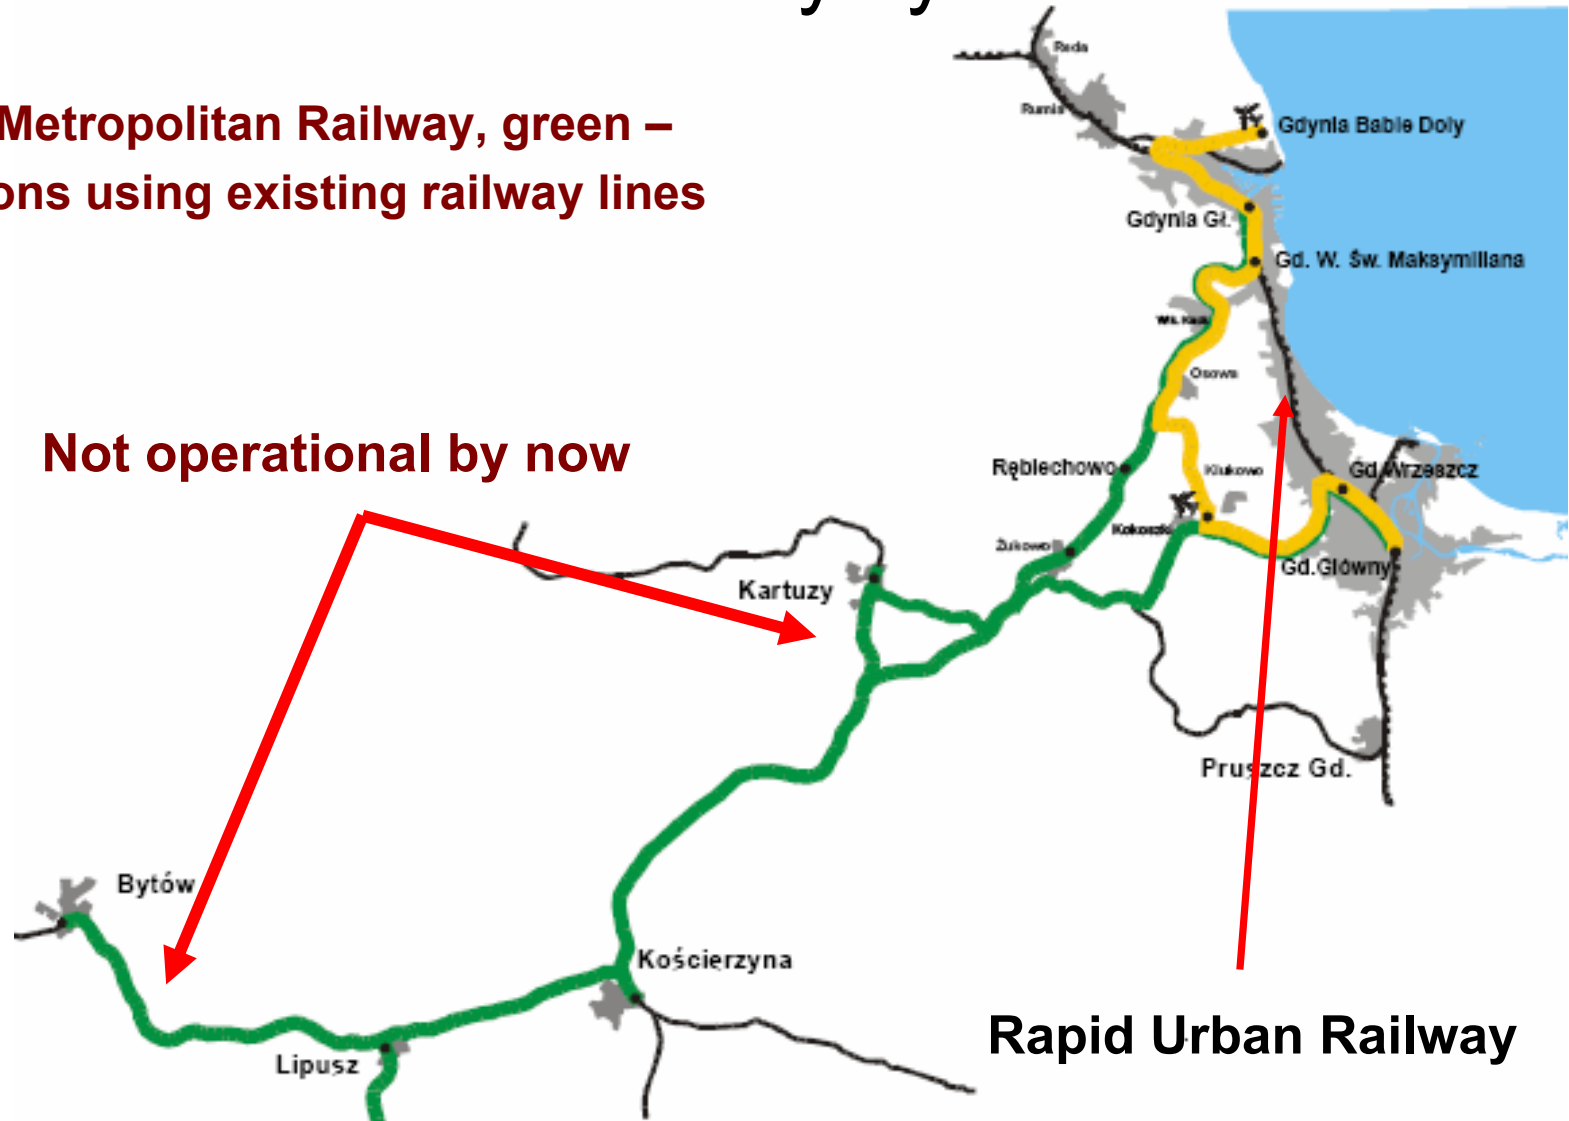 Reda
Metropolitan Railway, green –
Rumia
Gdynia Babie Doly
ons using existing railway lines
Gdynia Gł.
Gd. W. Św. Maksymiliana
Osowa
Not operational by now
Rębiechowo
Klukowo
Gd.Wrzeszcz
Kokoszki
Żukowo
Gd.Główny
Kartuzy
Pruszcz Gd.
Bytów
Kościerzyna
Rapid Urban Railway
Lipusz